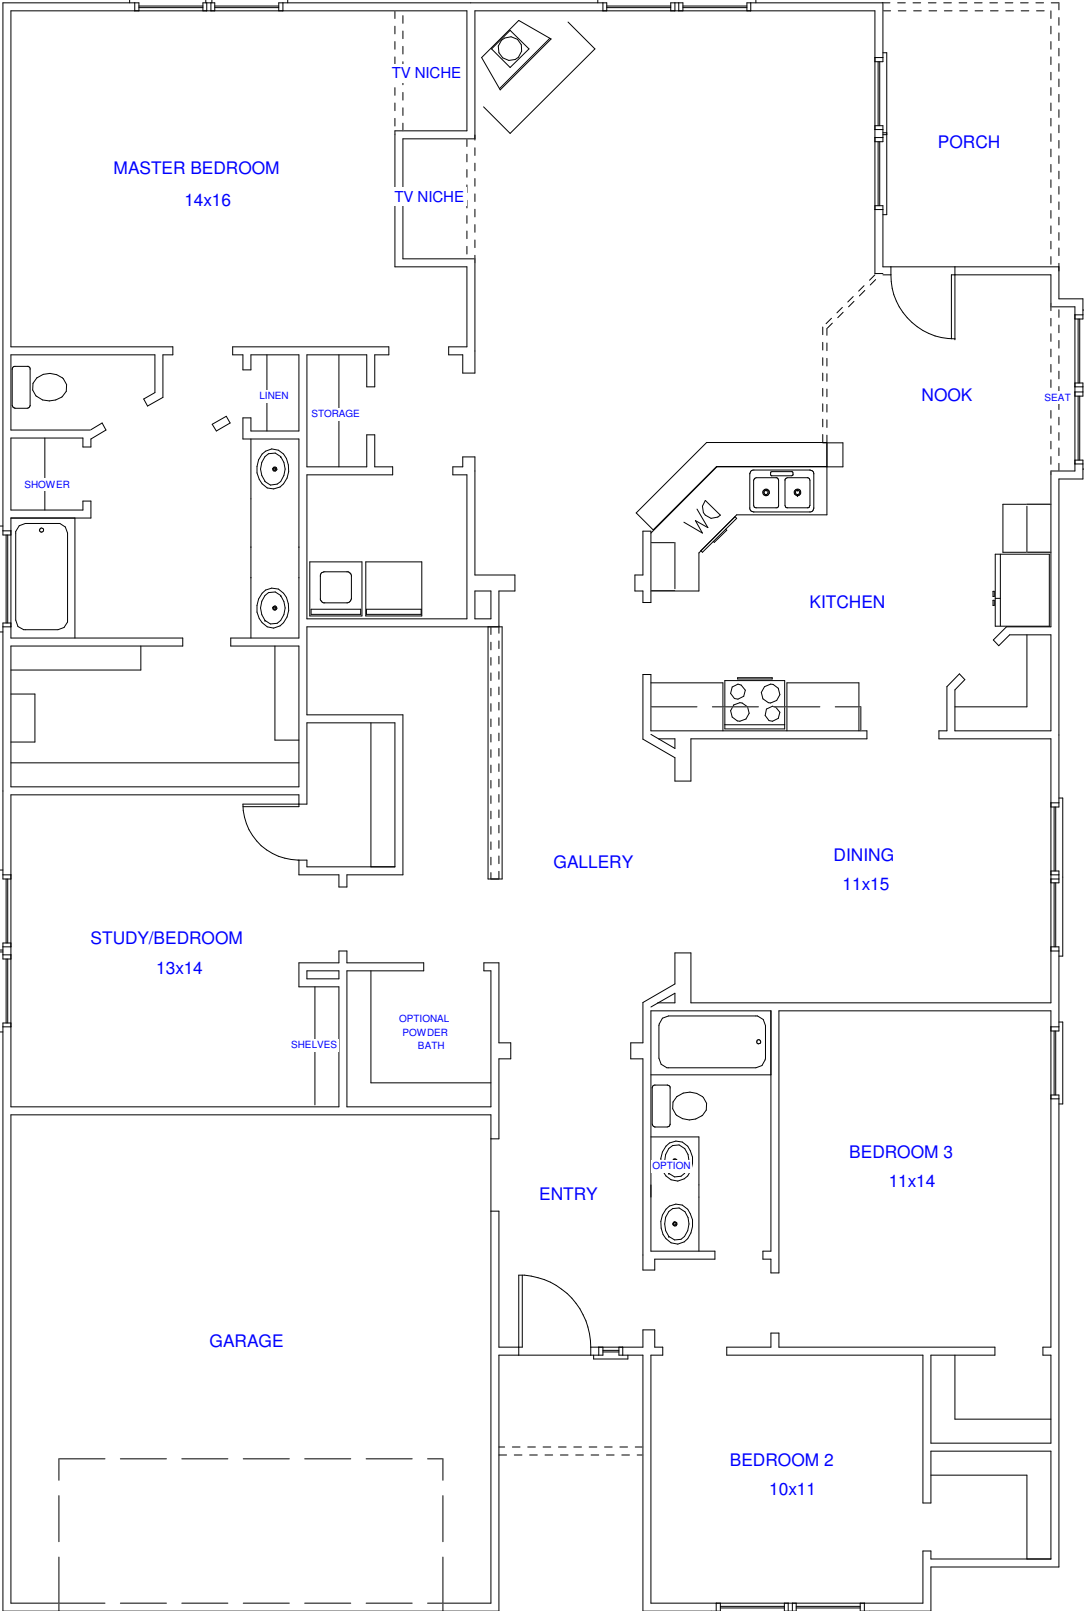 TV NICHE
PORCH
MASTER BEDROOM
14x16
TV NICHE
NOOK
LINEN
SEAT
STORAGE
SHOWER
DW
KITCHEN
GALLERY
DINING
11x15
STUDY/BEDROOM
13x14
OPTIONAL
POWDER
BATH
SHELVES
BEDROOM 3
11x14
OPTION
ENTRY
GARAGE
BEDROOM 2
10x11